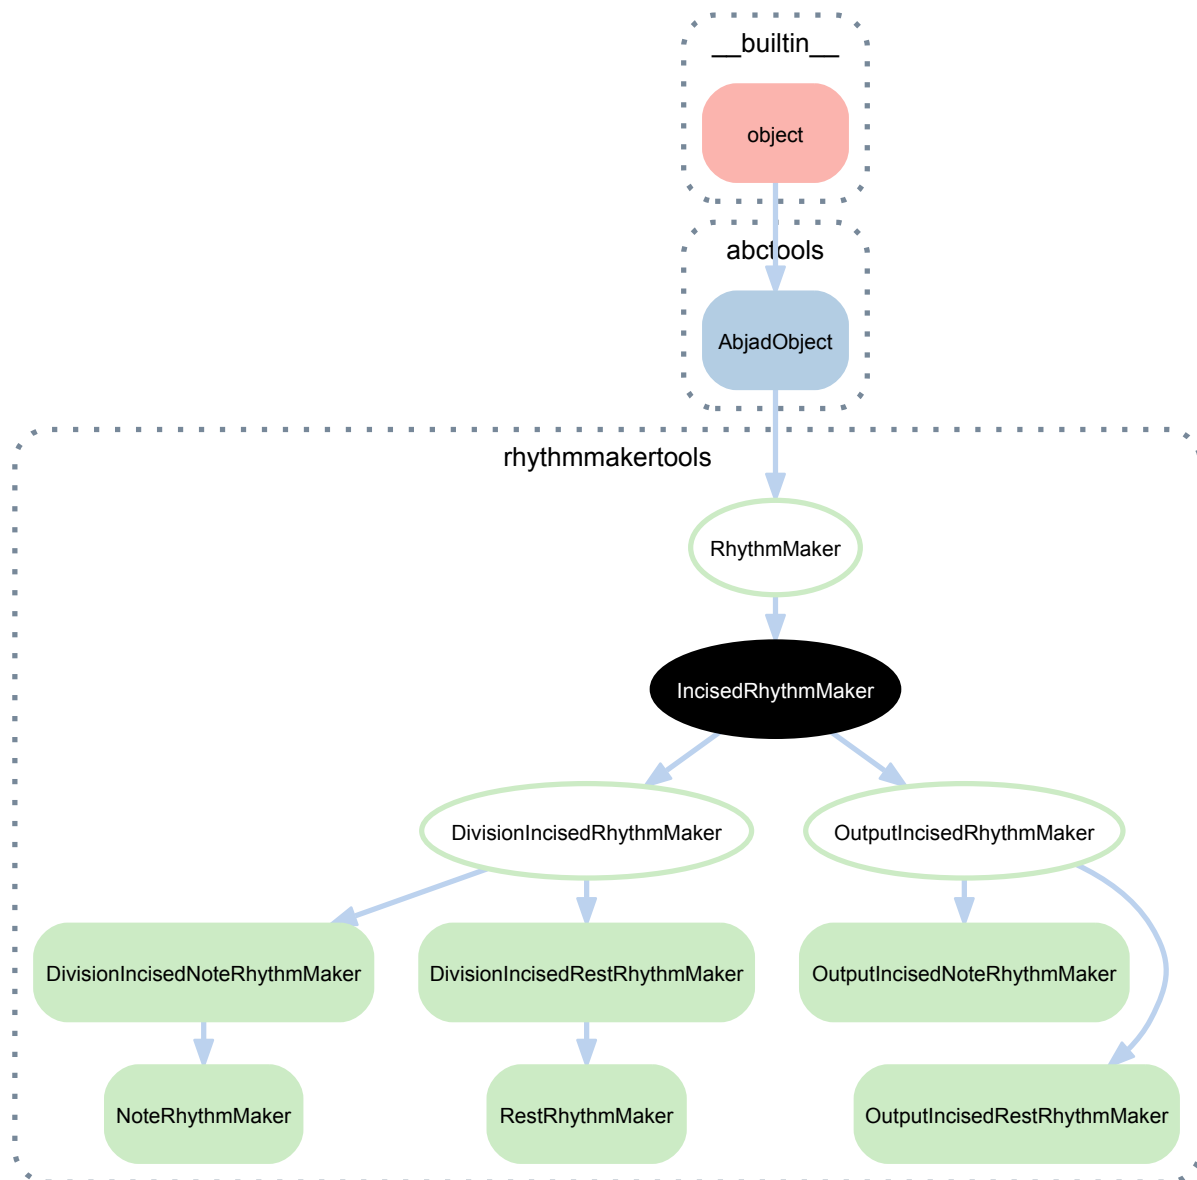 __builtin__
object
abctools
AbjadObject
rhythmmakertools
RhythmMaker
IncisedRhythmMaker
DivisionIncisedRhythmMaker
OutputIncisedRhythmMaker
DivisionIncisedNoteRhythmMaker
DivisionIncisedRestRhythmMaker
OutputIncisedNoteRhythmMaker
NoteRhythmMaker
RestRhythmMaker
OutputIncisedRestRhythmMaker